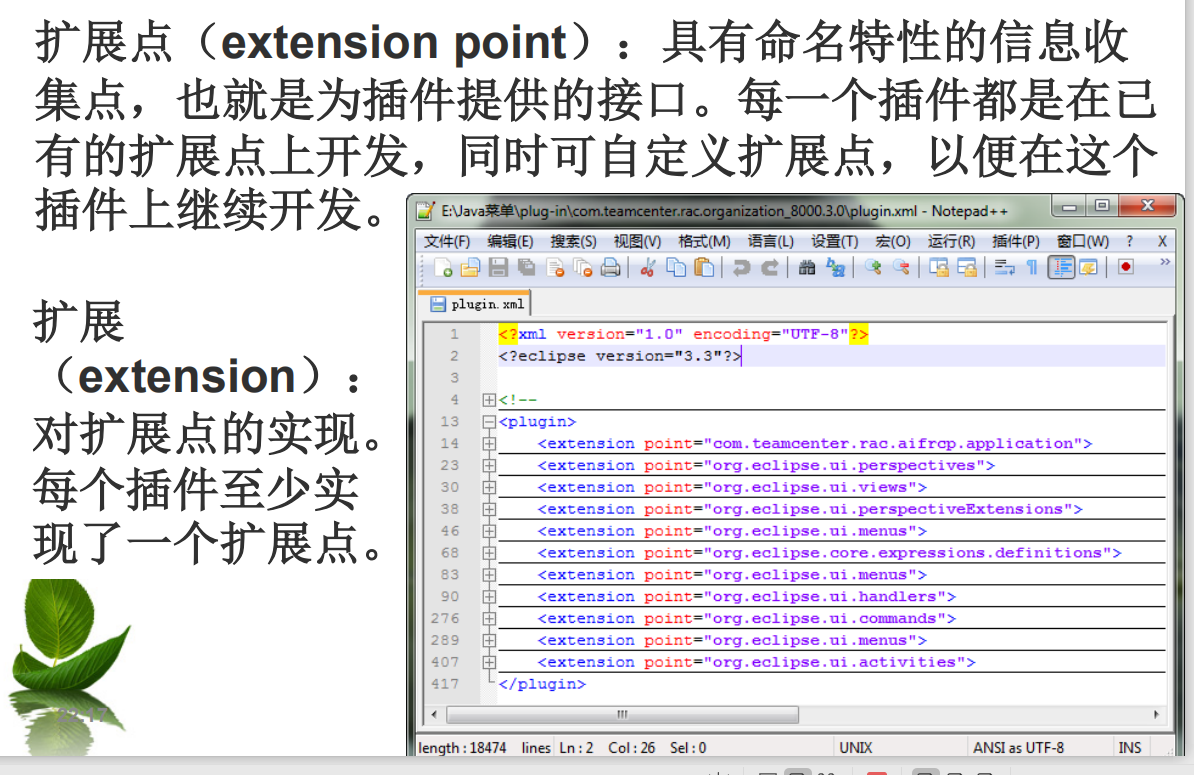 扩展点（extension point）：具有命名特性的信息收
集点，也就是为插件提供的接口。每一个插件都是在已
有的扩展点上开发，同时可自定义扩展点，以便在这个
插件上继续开发。
扩展
（extension）：
对扩展点的实现。
每个插件至少实
现了一个扩展点。
E:\Java菜单\plug-in\com.teamcenter.rac.organization_8000.3.0\plugin.xml - Notepad++
文件(F) 编辑(E) 搜索(S) 视图(V) 格式(M) 语言(L) 设置(T) 宏(O) 运行(R) 插件(P) 窗口(W) ? X
plugin.xml
1 <?xml version="1.0" encoding="UTF-8"?>
2 <?eclipse version="3.3"?>
3
4 <!--
13 <plugin>
14 <extension point="com.teamcenter.rac.aifrcp.application">
23 <extension point="org.eclipse.ui.perspectives">
30 <extension point="org.eclipse.ui.views">
38 <extension point="org.eclipse.ui.perspectiveExtensions">
46 <extension point="org.eclipse.ui.menus">
68 <extension point="org.eclipse.core.expressions.definitions">
83 <extension point="org.eclipse.ui.menus">
90 <extension point="org.eclipse.ui.handlers">
276 <extension point="org.eclipse.ui.commands">
289 <extension point="org.eclipse.ui.menus">
407 <extension point="org.eclipse.ui.activities">
417 </plugin>
length : 18474 lines Ln : 2 Col : 26 Sel : 0 UNIX ANSI as UTF-8 INS